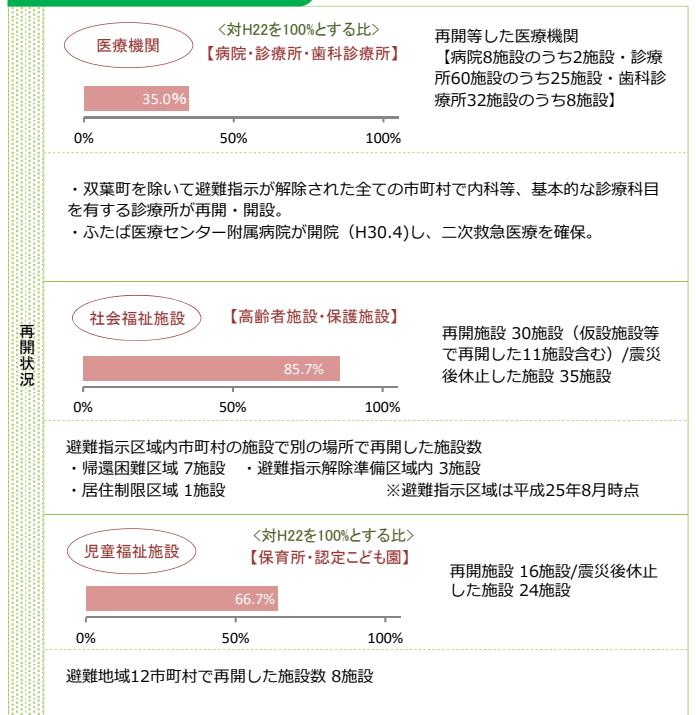 再開状況
医療機関
<対H22を100%とする比>
【病院・診療所・歯科診療所】
35.0%
0% 50% 100%
再開等した医療機関
【病院8施設のうち2施設・診療
所60施設のうち25施設・歯科診
療所32施設のうち8施設】
・双葉町を除いて避難指示が解除された全ての市町村で内科等、基本的な診療科目
を有する診療所が再開・開設。
・ふたば医療センター附属病院が開院（H30.4)し、二次救急医療を確保。
社会福祉施設
【高齢者施設・保護施設】
85.7%
0% 50% 100%
再開施設 30施設（仮設施設等
で再開した11施設含む）/震災
後休止した施設 35施設
避難指示区域内市町村の施設で別の場所で再開した施設数
・帰還困難区域 7施設 ・避難指示解除準備区域内 3施設
・居住制限区域 1施設 ※避難指示区域は平成25年8月時点
児童福祉施設
<対H22を100%とする比>
【保育所・認定こども園】
66.7%
0% 50% 100%
再開施設 16施設/震災後休止
した施設 24施設
避難地域12市町村で再開した施設数 8施設